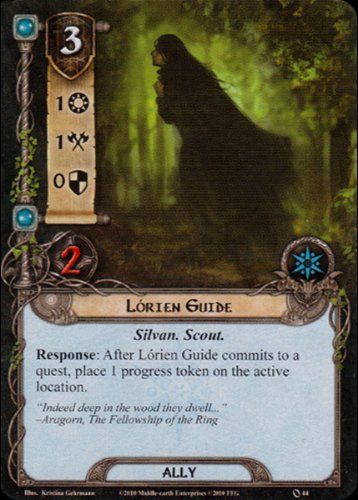 3
1
1
0
2
LÓRIEN GUIDE
Silvan. Scout.
Response: After Lórien Guide commits to a
quest, place 1 progress token on the active
location.
“Indeed deep in the wood they dwell...”
–Aragorn, The Fellowship of the Ring
ALLY
Illus. Kristina Gehrmann ©2010 Middle-earth Enterprises ©2010 FFG 44